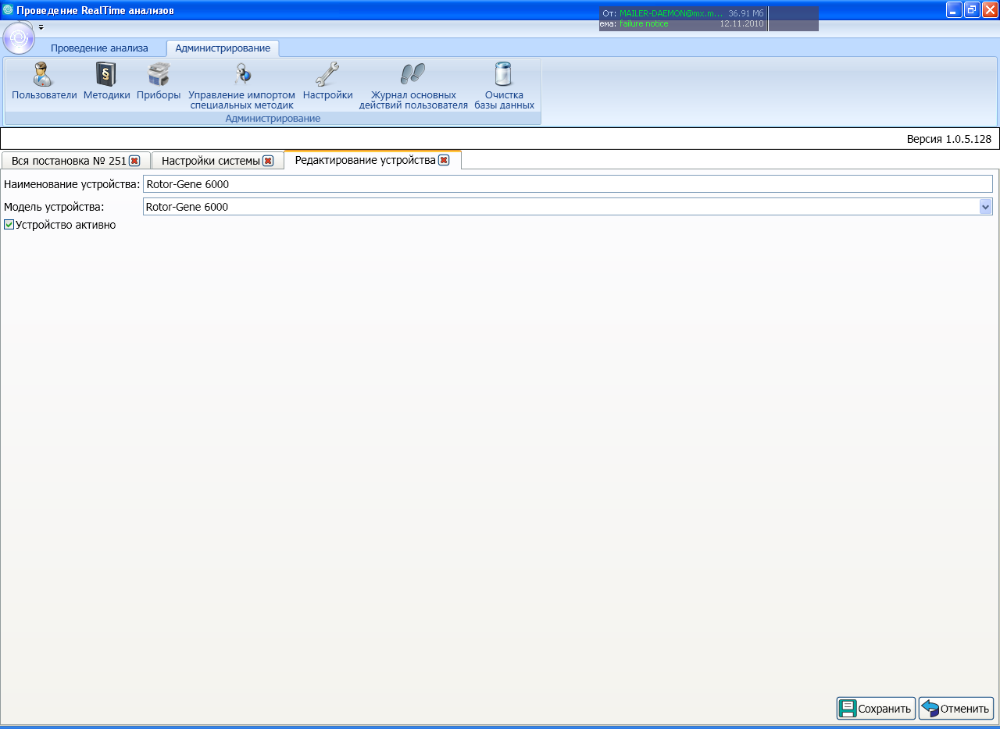 Проведение RealTime анализов
От: MAILER-DAEMON@mx.m... 36.91 Мб
ема: failure notice 12.11.2010
Проведение анализа Администрирование
Пользователи Методики Приборы Управление импортом специальных методик Настройки Журнал основных действий пользователя Очистка базы данных
Администрирование
Версия 1.0.5.128
Вся постановка № 251 Настройки системы Редактирование устройства
Наименование устройства: Rotor-Gene 6000
Модель устройства: Rotor-Gene 6000
Устройство активно
Сохранить Отменить